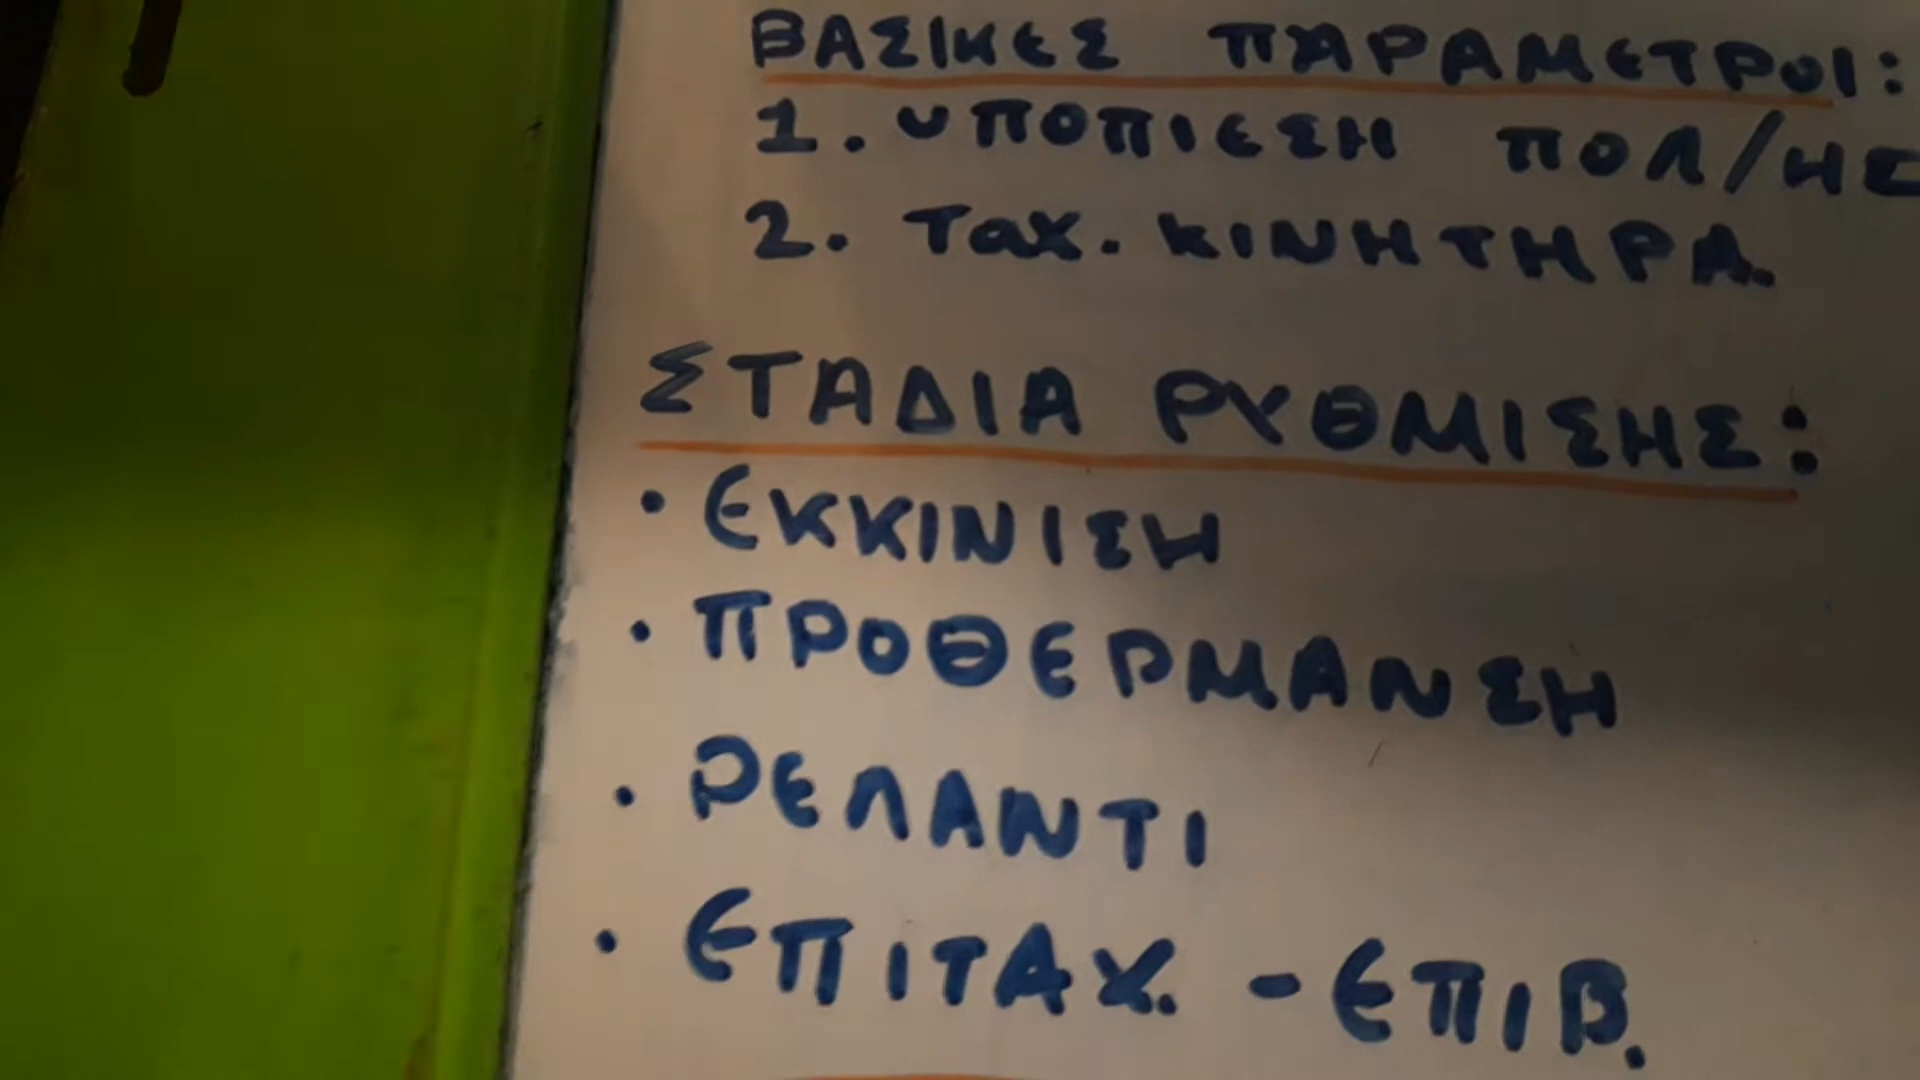 ΒΑΣΙΚΕΣ ΠΑΡΑΜΕΤΡΟΙ:
1. ΥΠΟΠΙΕΣΗ ΠΟΛ/ΗΣ
2. Ταχ. ΚΙΝΗΤΗΡΑ.
ΣΤΑΔΙΑ ΡΥΘΜΙΣΗΣ:
• ΕΚΚΙΝΙΣΗ
• ΠΡΟΘΕΡΜΑΝΣΗ
• ΡΕΛΑΝΤΙ
• ΕΠΙΤΑΧ. - ΕΠΙΒ.